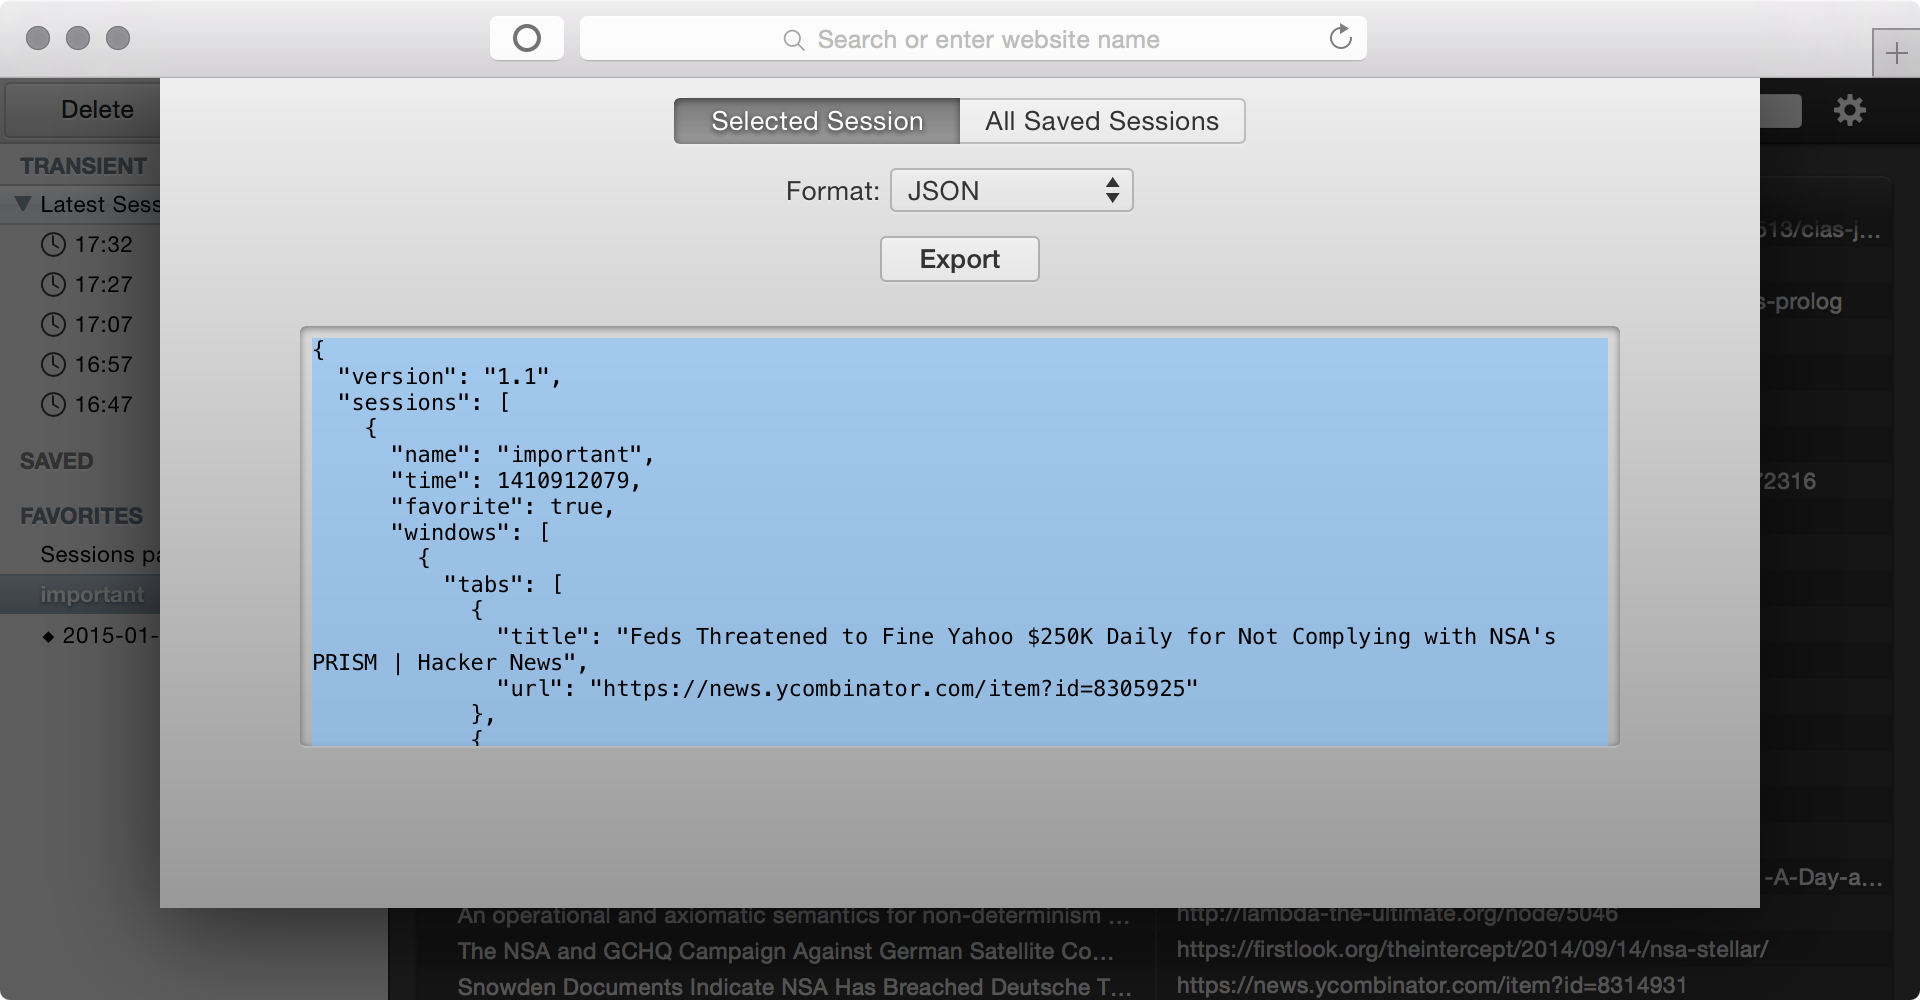 Search or enter website name
Delete
TRANSIENT
Latest Sess
17:32
17:27
17:07
16:57
16:47
SAVED
FAVORITES
Sessions pa
important
◆ 2015-01-
Selected Session
All Saved Sessions
Format: JSON
Export
{
"version": "1.1",
"sessions": [
{
"name": "important",
"time": 1410912079,
"favorite": true,
"windows": [
{
"tabs": [
{
"title": "Feds Threatened to Fine Yahoo $250K Daily for Not Complying with NSA's
PRISM | Hacker News",
"url": "https://news.ycombinator.com/item?id=8305925"
},
{
513/clas-j...
s-prolog
72316
-A-Day-a...
An operational and axiomatic semantics for non-determinism ...
http://lambda-the-ultimate.org/node/5046
The NSA and GCHQ Campaign Against German Satellite Co...
https://firstlook.org/theintercept/2014/09/14/nsa-stellar/
Snowden Documents Indicate NSA Has Breached Deutsche T...
https://news.ycombinator.com/item?id=8314931